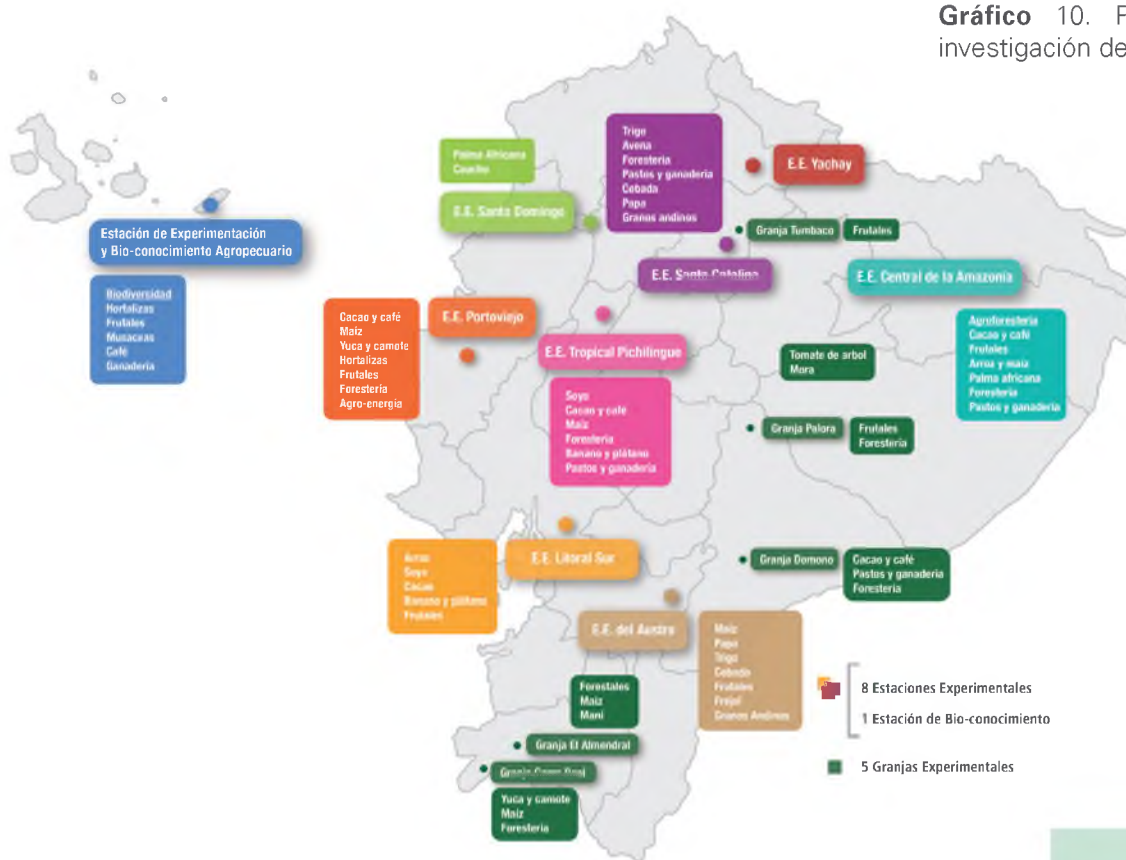 Gráfico 10. P
investigación de
Trigo
Avena
Forestería
Pastos y ganadería
Cebada
Papa
Granos andinos
E.E. Yachay
Palma Africana
Caucho
E.E. Santo Domingo
Granja Tumbaco
Frutales
Estación de Experimentación
y Bio-conocimiento Agropecuario
Biodiversidad
Hortalizas
Frutales
Musaceas
Café
Ganadería
E.E. Santa Catalina
E.E. Central de la Amazonía
Agroforestería
Cacao y café
Frutales
Arroz y maíz
Palma africana
Forestería
Pastos y ganadería
Cacao y café
Maíz
Yuca y camote
Hortalizas
Frutales
Forestería
Agro-energía
E.E. Portoviejo
E.E. Tropical Pichilingue
Soya
Cacao y café
Maíz
Forestería
Banano y plátano
Pastos y ganadería
Tomate de arbol
Mora
Granja Palora
Frutales
Forestería
Arroz
Soya
Cacao
Banano y plátano
Frutales
E.E. Litoral Sur
Granja Domono
Cacao y café
Pastos y ganadería
Forestería
E.E. del Austro
Maíz
Papa
Trigo
Cebada
Frutales
Frejol
Granos Andinos
Forestales
Maíz
Maní
Granja El Almendral
Granja
Yuca y camote
Maíz
Forestería
8 Estaciones Experimentales
1 Estación de Bio-conocimiento
5 Granjas Experimentales